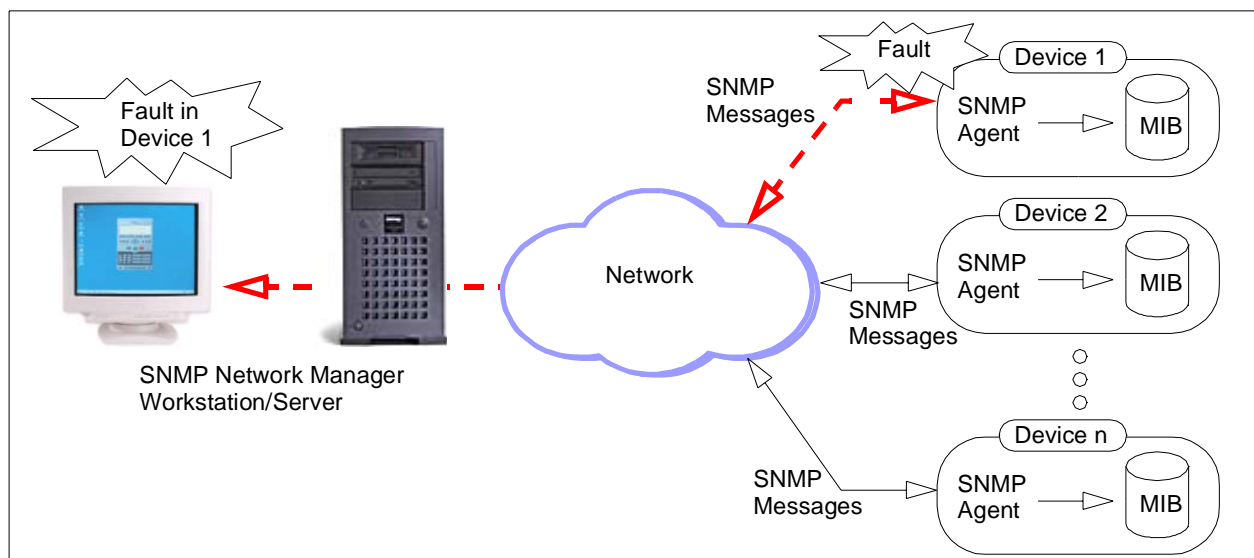 Fault in
Device 1
SNMP Network Manager
Workstation/Server
Network
Fault
SNMP
Messages
Device 1
SNMP
Agent
MIB
Device 2
SNMP
Agent
MIB
SNMP
Messages
Device n
SNMP
Agent
MIB
SNMP
Messages